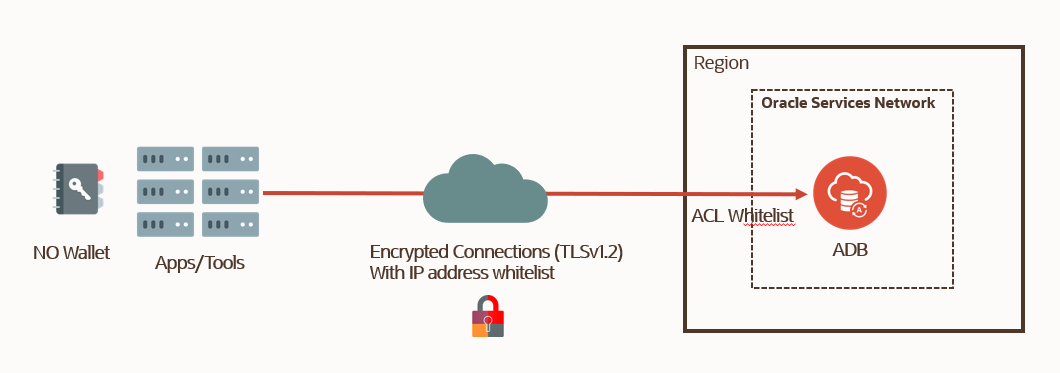 Region
Oracle Services Network
ACL Whitelist
NO Wallet
Apps/Tools
Encrypted Connections (TLSv1.2)
With IP address whitelist
ADB
A